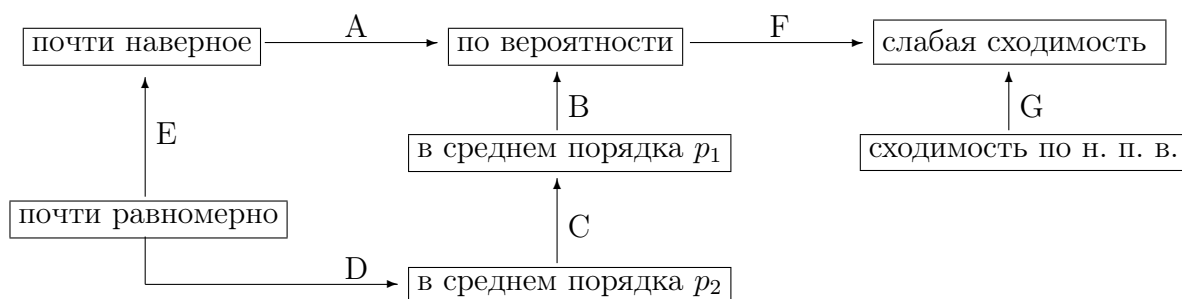 почти наверное A по вероятности F слабая сходимость
E B G
в среднем порядка p₁ сходимость по н. п. в.
почти равномерно C
D в среднем порядка p₂